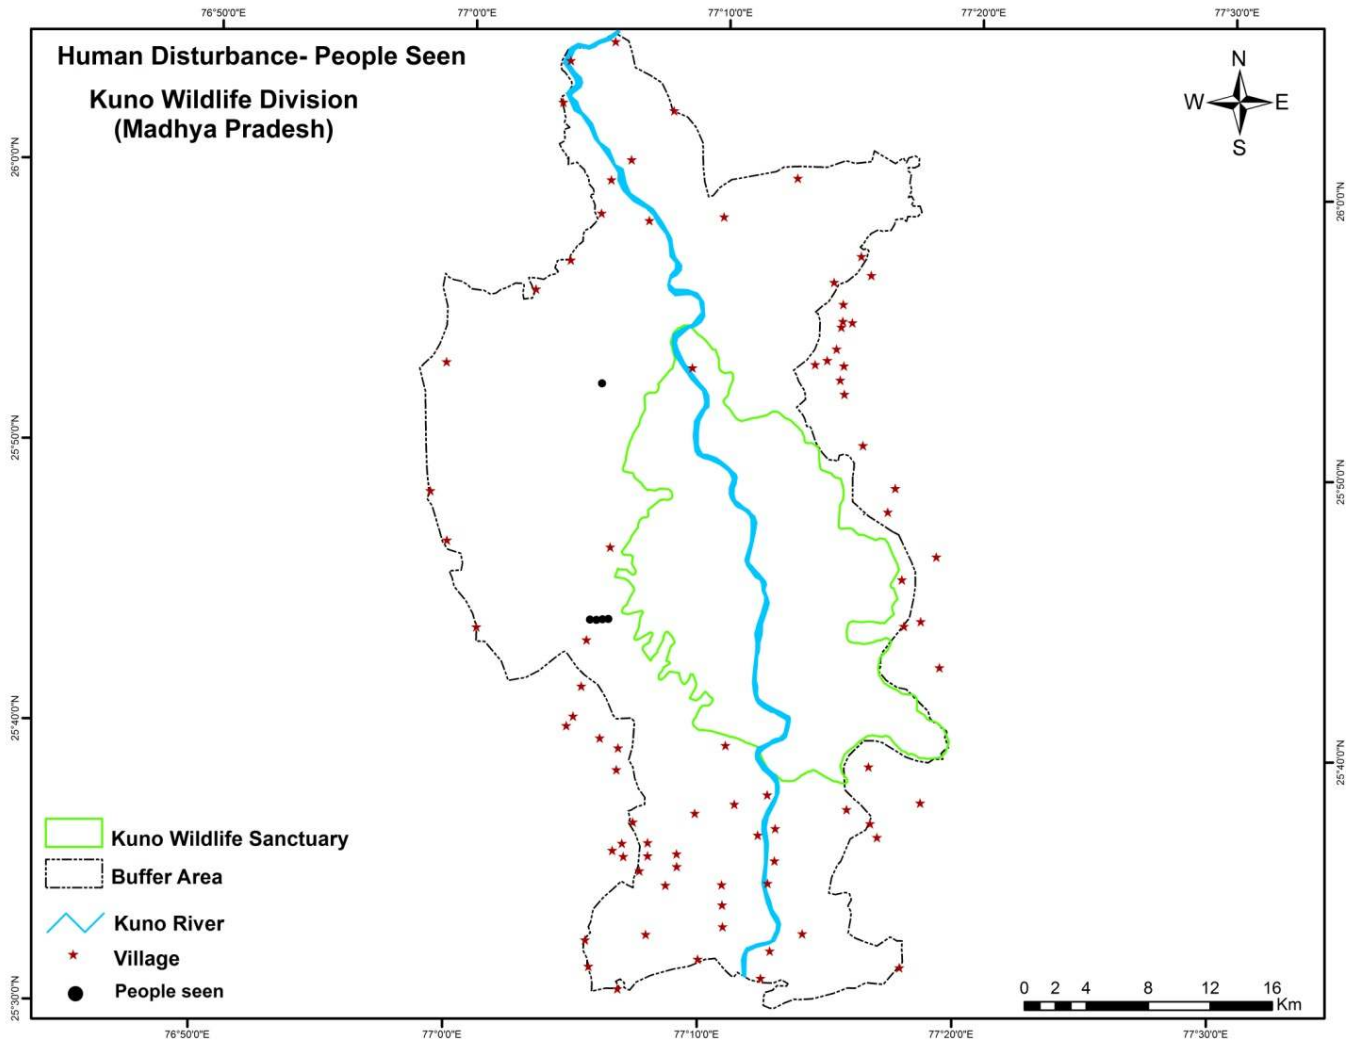 76°50'0"E 77°0'0"E 77°10'0"E 77°20'0"E 77°30'0"E
Human Disturbance- People Seen
Kuno Wildlife Division
(Madhya Pradesh)
N
W E
S
26°0'0"N
26°0'0"N
25°50'0"N
25°50'0"N
25°40'0"N
25°40'0"N
Kuno Wildlife Sanctuary
Buffer Area
Kuno River
Village
People seen
25°30'0"N
0 2 4 8 12 16
Km
76°50'0"E 77°0'0"E 77°10'0"E 77°20'0"E 77°30'0"E